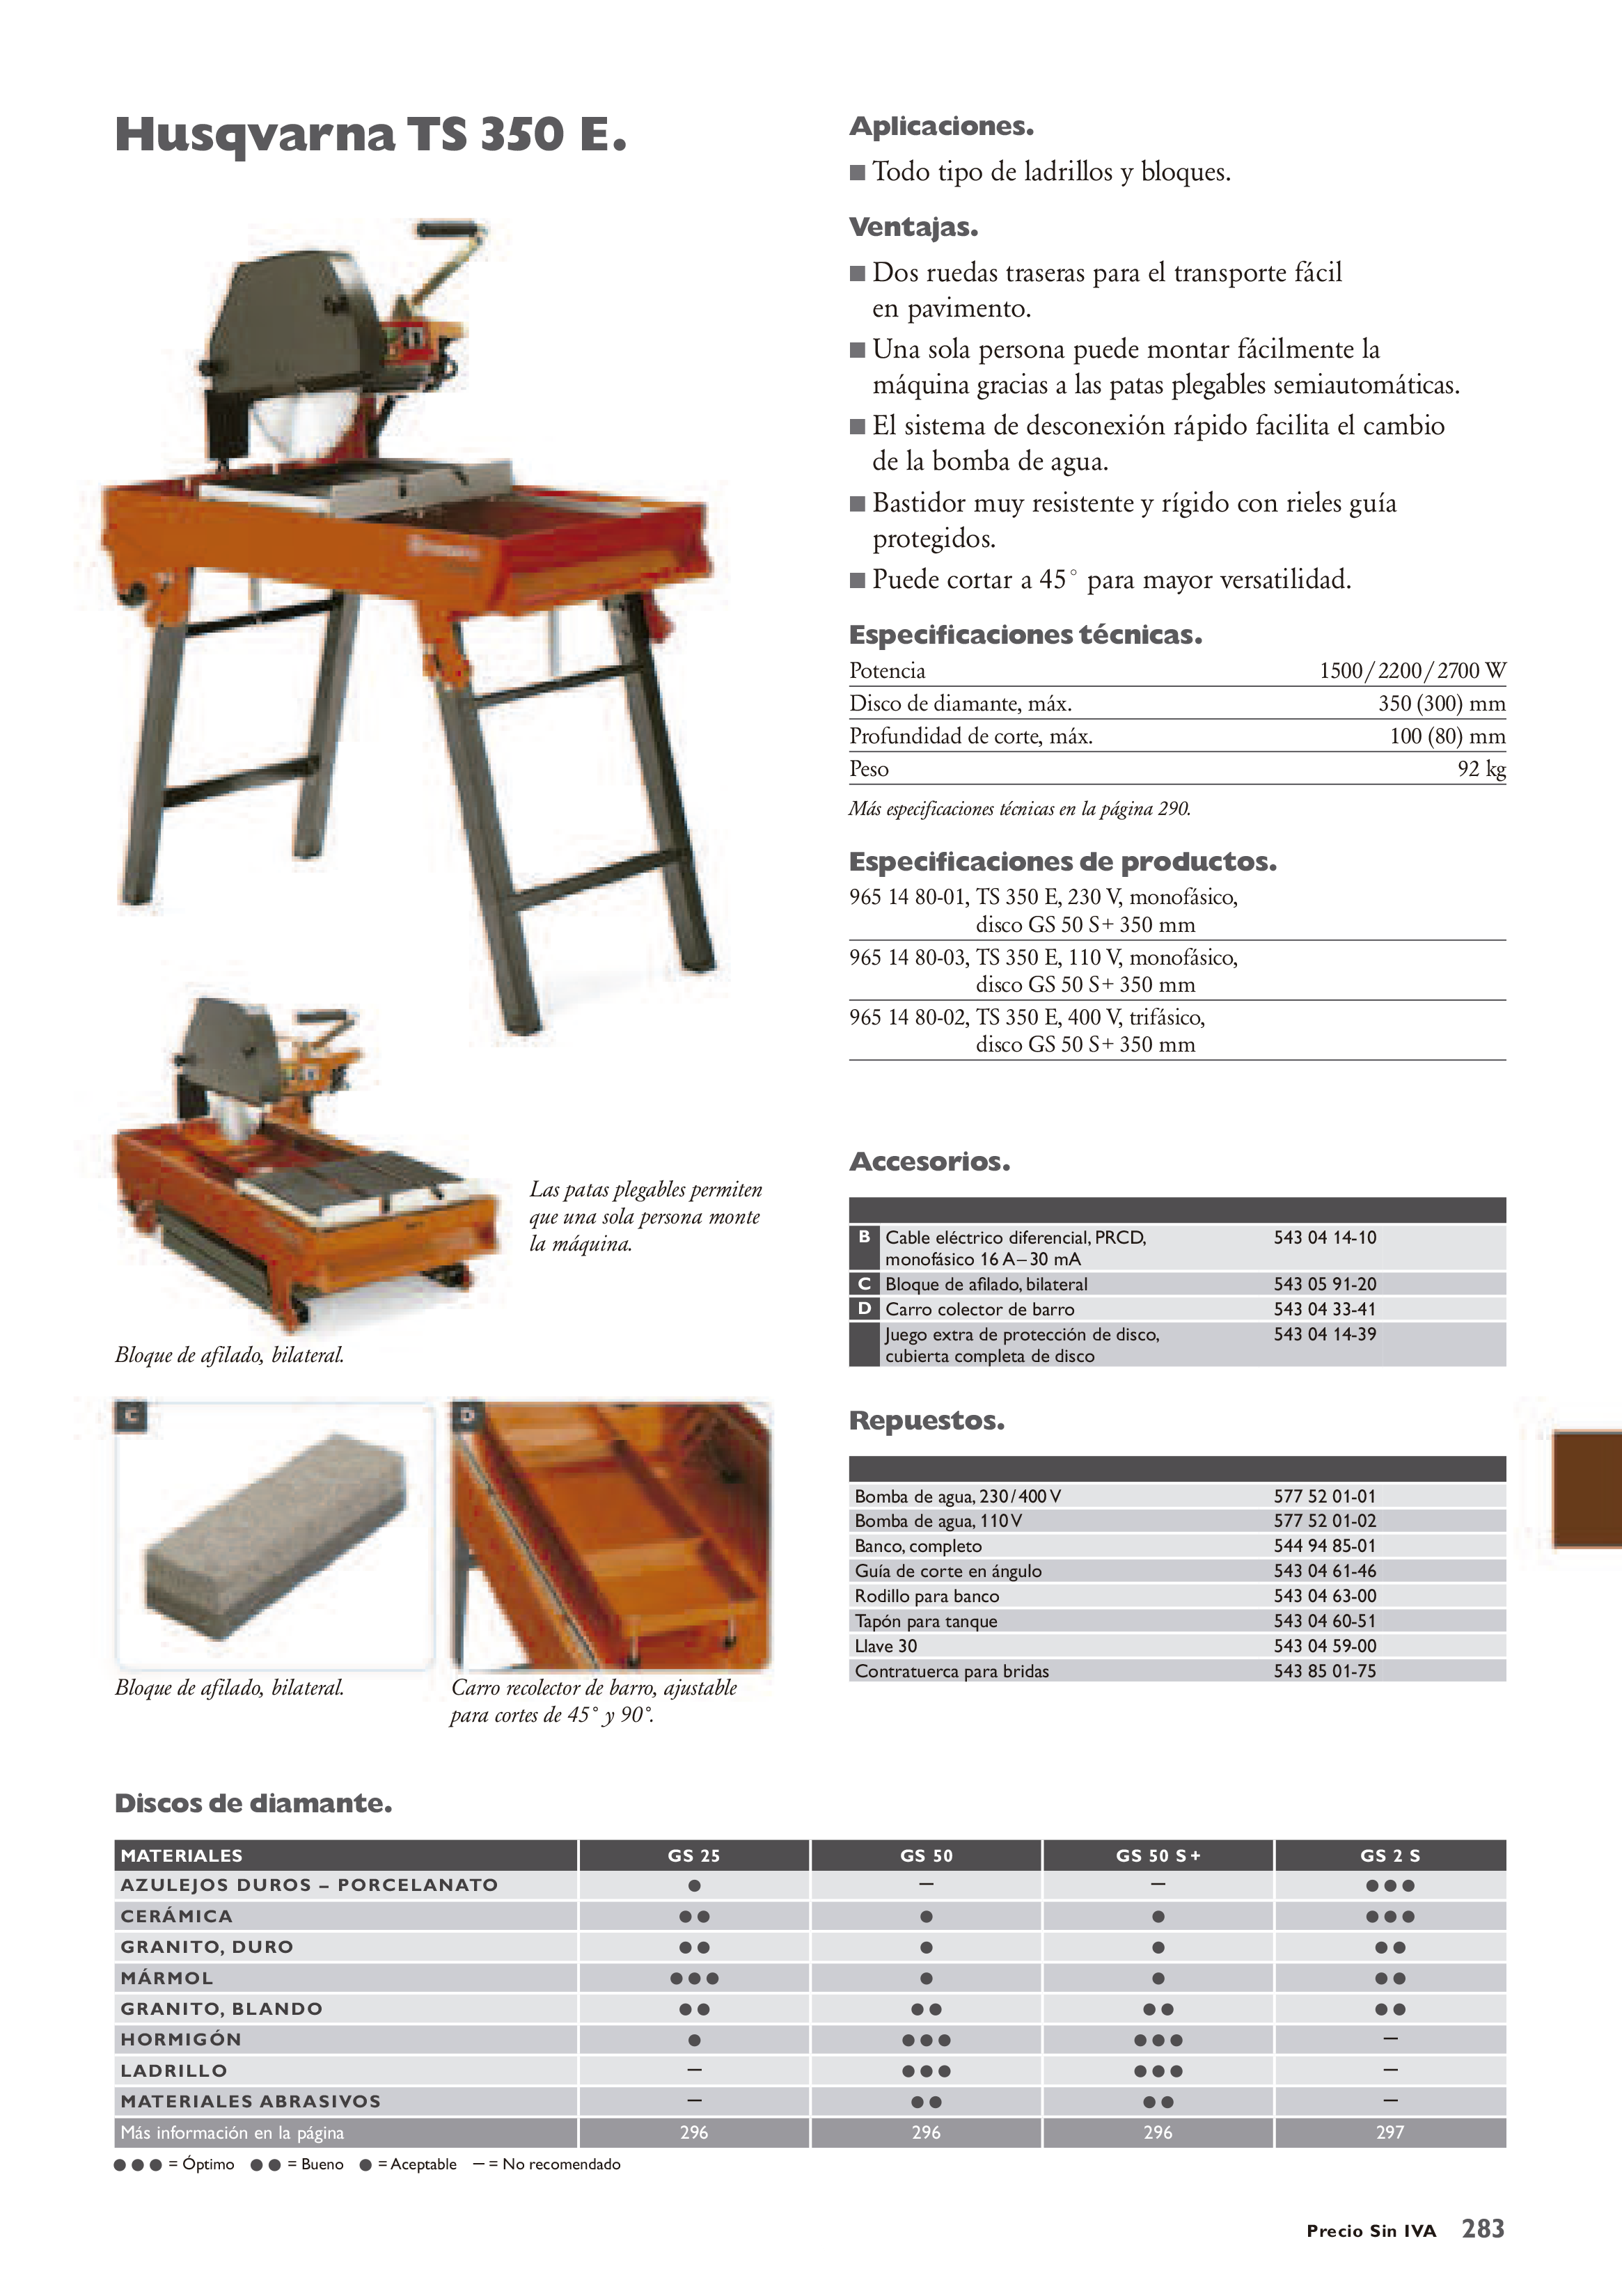 Husqvarna TS 350 E.
Aplicaciones.
■ Todo tipo de ladrillos y bloques.
Ventajas.
■ Dos ruedas traseras para el transporte fácil
en pavimento.
■ Una sola persona puede montar fácilmente la
máquina gracias a las patas plegables semiautomáticas.
■ El sistema de desconexión rápido facilita el cambio
de la bomba de agua.
■ Bastidor muy resistente y rígido con rieles guía
protegidos.
■ Puede cortar a 45° para mayor versatilidad.
Especificaciones técnicas.
Potencia 1500/2200/2700 W
Disco de diamante, máx. 350 (300) mm
Profundidad de corte, máx. 100 (80) mm
Peso 92 kg
Más especificaciones técnicas en la página 290.
Especificaciones de productos.
965 14 80-01, TS 350 E, 230 V, monofásico,
disco GS 50 S+ 350 mm
965 14 80-03, TS 350 E, 110 V, monofásico,
disco GS 50 S+ 350 mm
965 14 80-02, TS 350 E, 400 V, trifásico,
disco GS 50 S+ 350 mm
Las patas plegables permiten
que una sola persona monte
la máquina.
Bloque de afilado, bilateral.
C
D
Bloque de afilado, bilateral.
Carro recolector de barro, ajustable
para cortes de 45° y 90°.
Accesorios.
B Cable eléctrico diferencial, PRCD, 543 04 14-10
monofásico 16 A–30 mA
C Bloque de afilado, bilateral 543 05 91-20
D Carro colector de barro 543 04 33-41
Juego extra de protección de disco, 543 04 14-39
cubierta completa de disco
Repuestos.
Bomba de agua, 230/400 V 577 52 01-01
Bomba de agua, 110 V 577 52 01-02
Banco, completo 544 94 85-01
Guía de corte en ángulo 543 04 61-46
Rodillo para banco 543 04 63-00
Tapón para tanque 543 04 60-51
Llave 30 543 04 59-00
Contratuerca para bridas 543 85 01-75
Discos de diamante.
MATERIALES GS 25 GS 50 GS 50 S+ GS 2 S
AZULEJOS DUROS – PORCELANATO ● – – ●●●
CERÁMICA ●● ● ● ●●●
GRANITO, DURO ●● ● ● ●●
MÁRMOL ●●● ● ● ●●
GRANITO, BLANDO ●● ●● ●● ●●
HORMIGÓN ● ●●● ●●● –
LADRILLO – ●●● ●●● –
MATERIALES ABRASIVOS – ●● ●● –
Más información en la página 296 296 296 297
●●● = Óptimo ●● = Bueno ● = Aceptable – = No recomendado
Precio Sin IVA 283